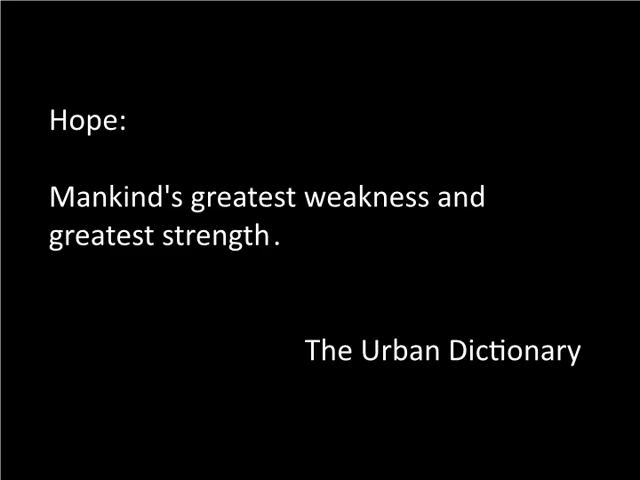 Hope:
Mankind's greatest weakness and
greatest strength.
The Urban Dictionary